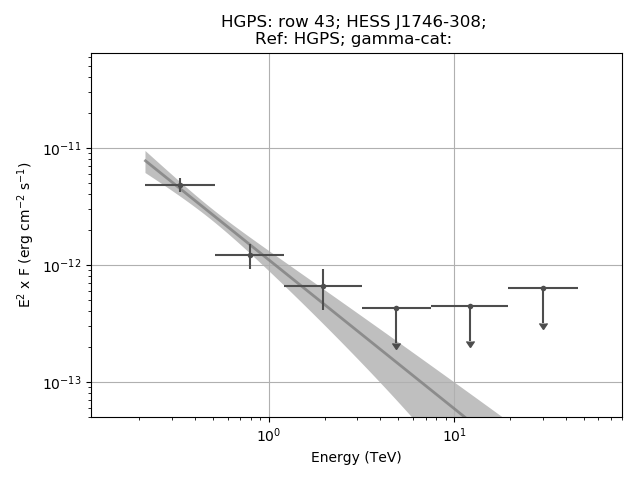 HGPS: row 43; HESS J1746-308;
Ref: HGPS; gamma-cat:
E² x F (erg cm⁻² s⁻¹)
10⁻¹¹
10⁻¹²
10⁻¹³
10⁰ 10¹
Energy (TeV)